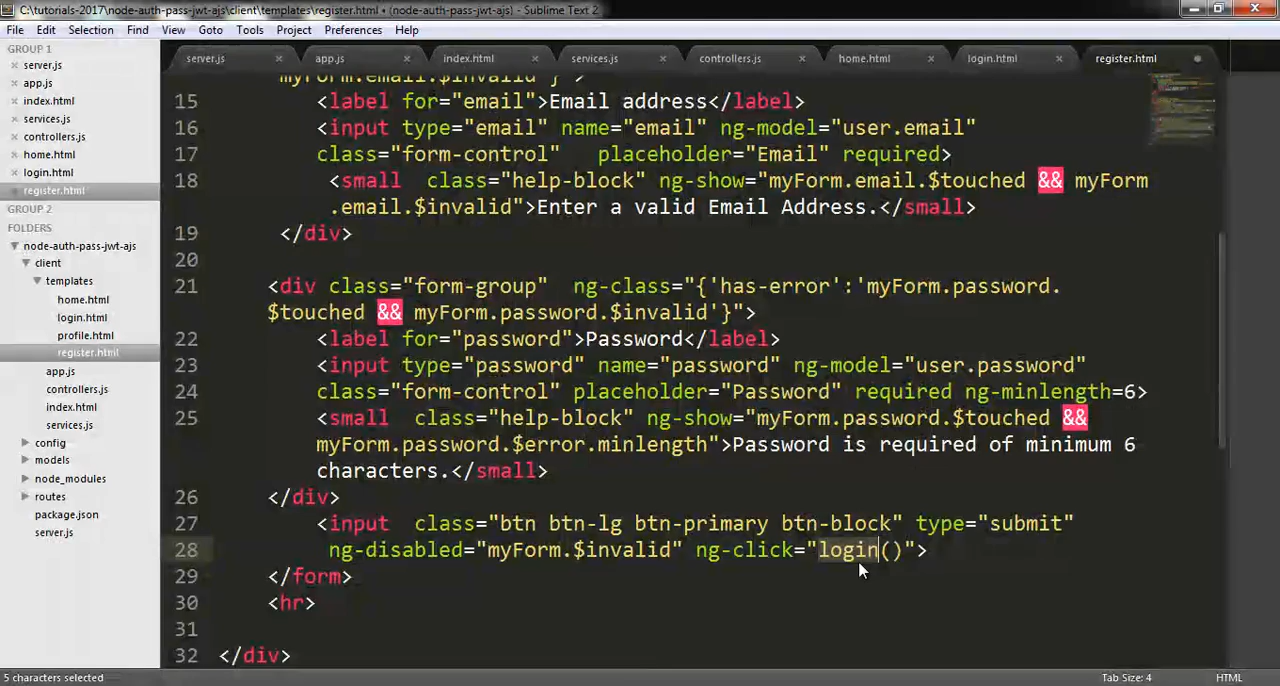 C:\tutorials-2017\node-auth-pass-jwt-ajs\client\templates\register.html • (node-auth-pass-jwt-ajs) - Sublime Text 2
File Edit Selection Find View Goto Tools Project Preferences Help
GROUP 1
server.js
app.js
index.html
services.js
controllers.js
home.html
login.html
register.html
GROUP 2
FOLDERS
node-auth-pass-jwt-ajs
client
templates
home.html
login.html
profile.html
register.html
app.js
controllers.js
index.html
services.js
config
models
node_modules
routes
package.json
server.js
server.js app.js index.html services.js controllers.js home.html login.html register.html
myForm.email.$invalid'}">
15 <label for="email">Email address</label>
16 <input type="email" name="email" ng-model="user.email"
17 class="form-control" placeholder="Email" required>
18 <small class="help-block" ng-show="myForm.email.$touched && myForm
.email.$invalid">Enter a valid Email Address.</small>
19 </div>
20
21 <div class="form-group" ng-class="{'has-error':'myForm.password.
$touched && myForm.password.$invalid'}">
22 <label for="password">Password</label>
23 <input type="password" name="password" ng-model="user.password"
24 class="form-control" placeholder="Password" required ng-minlength=6>
25 <small class="help-block" ng-show="myForm.password.$touched &&
myForm.password.$error.minlength">Password is required of minimum 6
characters.</small>
26 </div>
27 <input class="btn btn-lg btn-primary btn-block" type="submit"
28 ng-disabled="myForm.$invalid" ng-click="login()">
29 </form>
30 <hr>
31
32 </div>
5 characters selected
Tab Size: 4
HTML